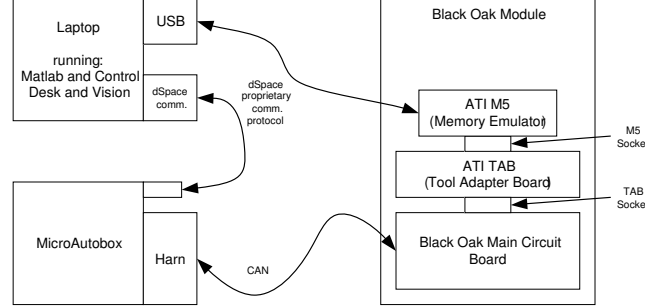 Laptop
running:
Matlab and Control
Desk and Vision
USB
dSpace
comm.
dSpace
proprietary
comm.
protocol
Black Oak Module
ATI M5
(Memory Emulator)
M5
Socke
ATI TAB
(Tool Adapter Board)
TAB
Socke
Black Oak Main Circuit
Board
MicroAutobox
Harn
CAN